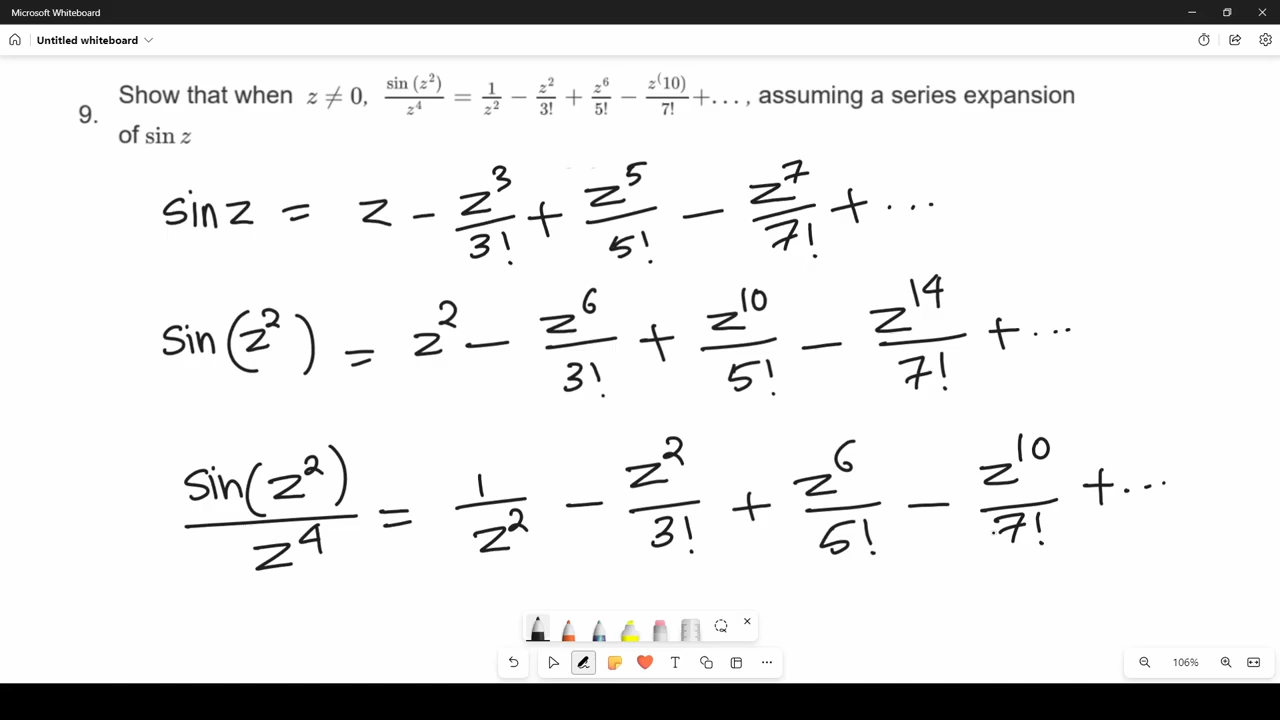 Microsoft Whiteboard
Untitled whiteboard
9. Show that when z ≠ 0, sin (z²)/z⁴ = 1/z² − z²/3! + z⁶/5! − z⁽10)/7! +…, assuming a series expansion
of sin z
Sin z = z − z³/3! + z⁵/5! − z⁷/7! + ...
Sin(z²) = z² − z⁶/3! + z¹⁰/5! − z¹⁴/7! + ...
Sin(z²)/z⁴ = 1/z² − z²/3! + z⁶/5! − z¹⁰/7! + ...
T
106%